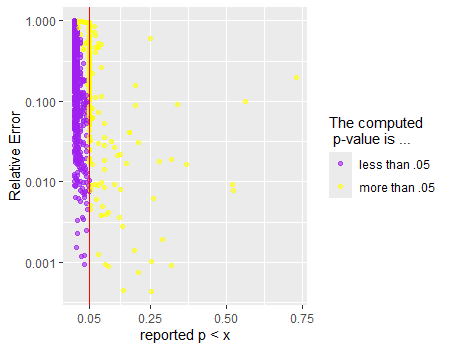 1.000
0.100
0.010
0.001
Relative Error
0.05
0.25
0.50
0.75
reported p < x
The computed
p-value is ...
less than .05
more than .05